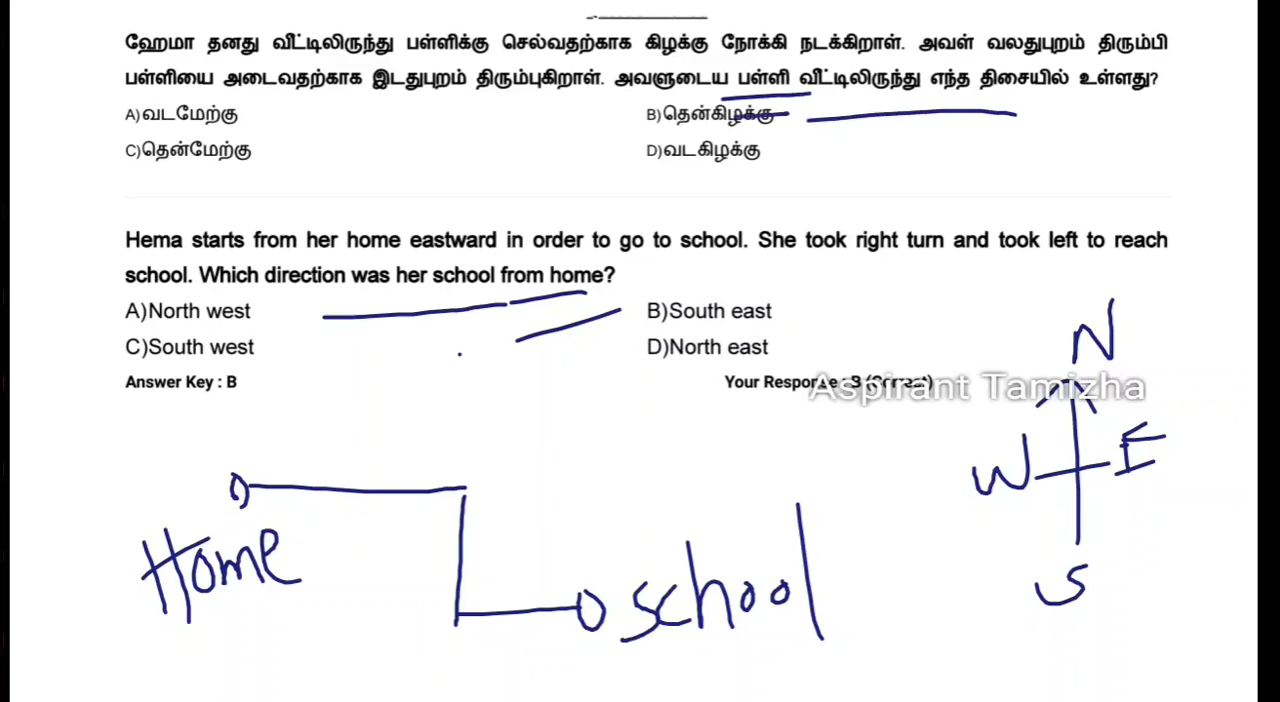 ஹேமா தனது வீட்டிலிருந்து பள்ளிக்கு செல்வதற்காக கிழக்கு நோக்கி நடக்கிறாள். அவள் வலதுபுறம் திரும்பி
பள்ளியை அடைவதற்காக இடதுபுறம் திரும்புகிறாள். அவளுடைய பள்ளி வீட்டிலிருந்து எந்த திசையில் உள்ளது?
A)வடமேற்கு B)தென்கிழக்கு
C)தென்மேற்கு D)வடகிழக்கு
Hema starts from her home eastward in order to go to school. She took right turn and took left to reach
school. Which direction was her school from home?
A)North west B)South east
C)South west D)North east
Answer Key : B Your Response : B (Correct)
Aspirant Tamizha
N
W E
S
Home
school